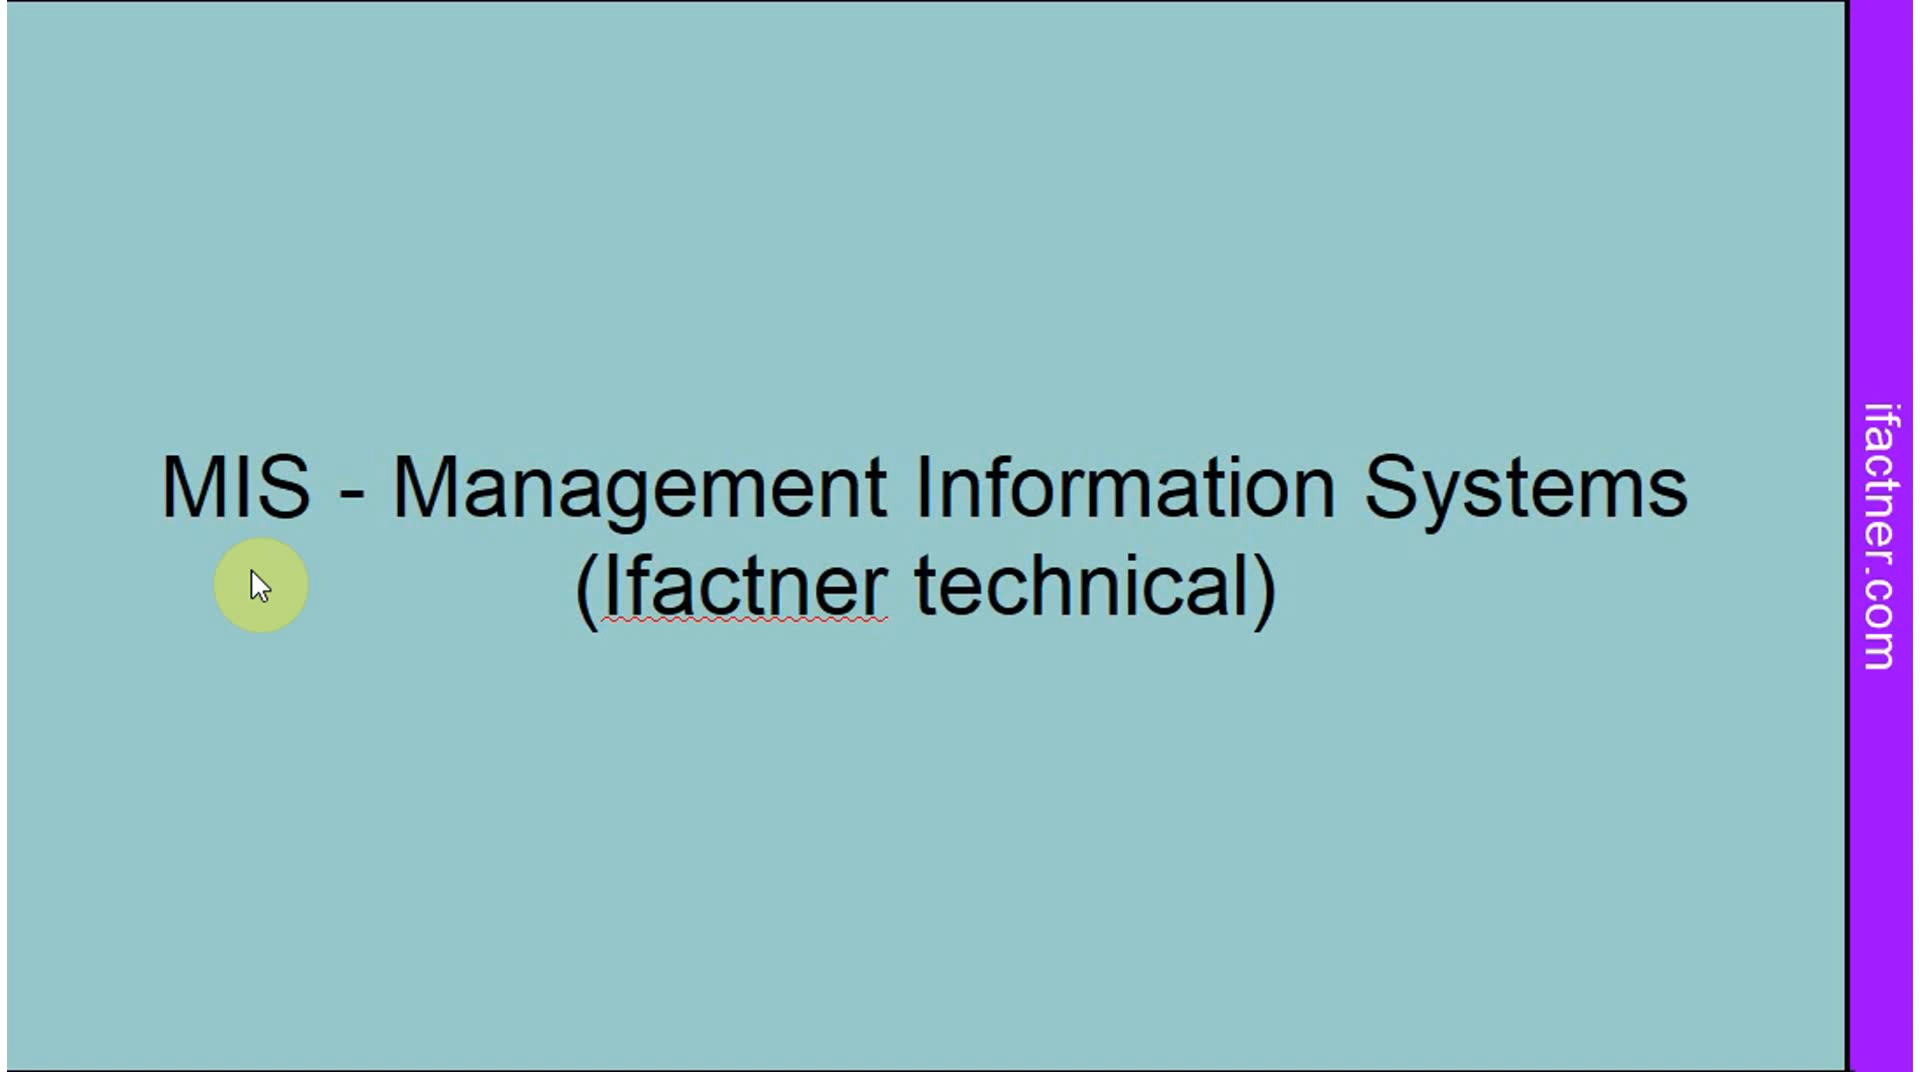 MIS - Management Information Systems
(Ifactner technical)
ifactner.com